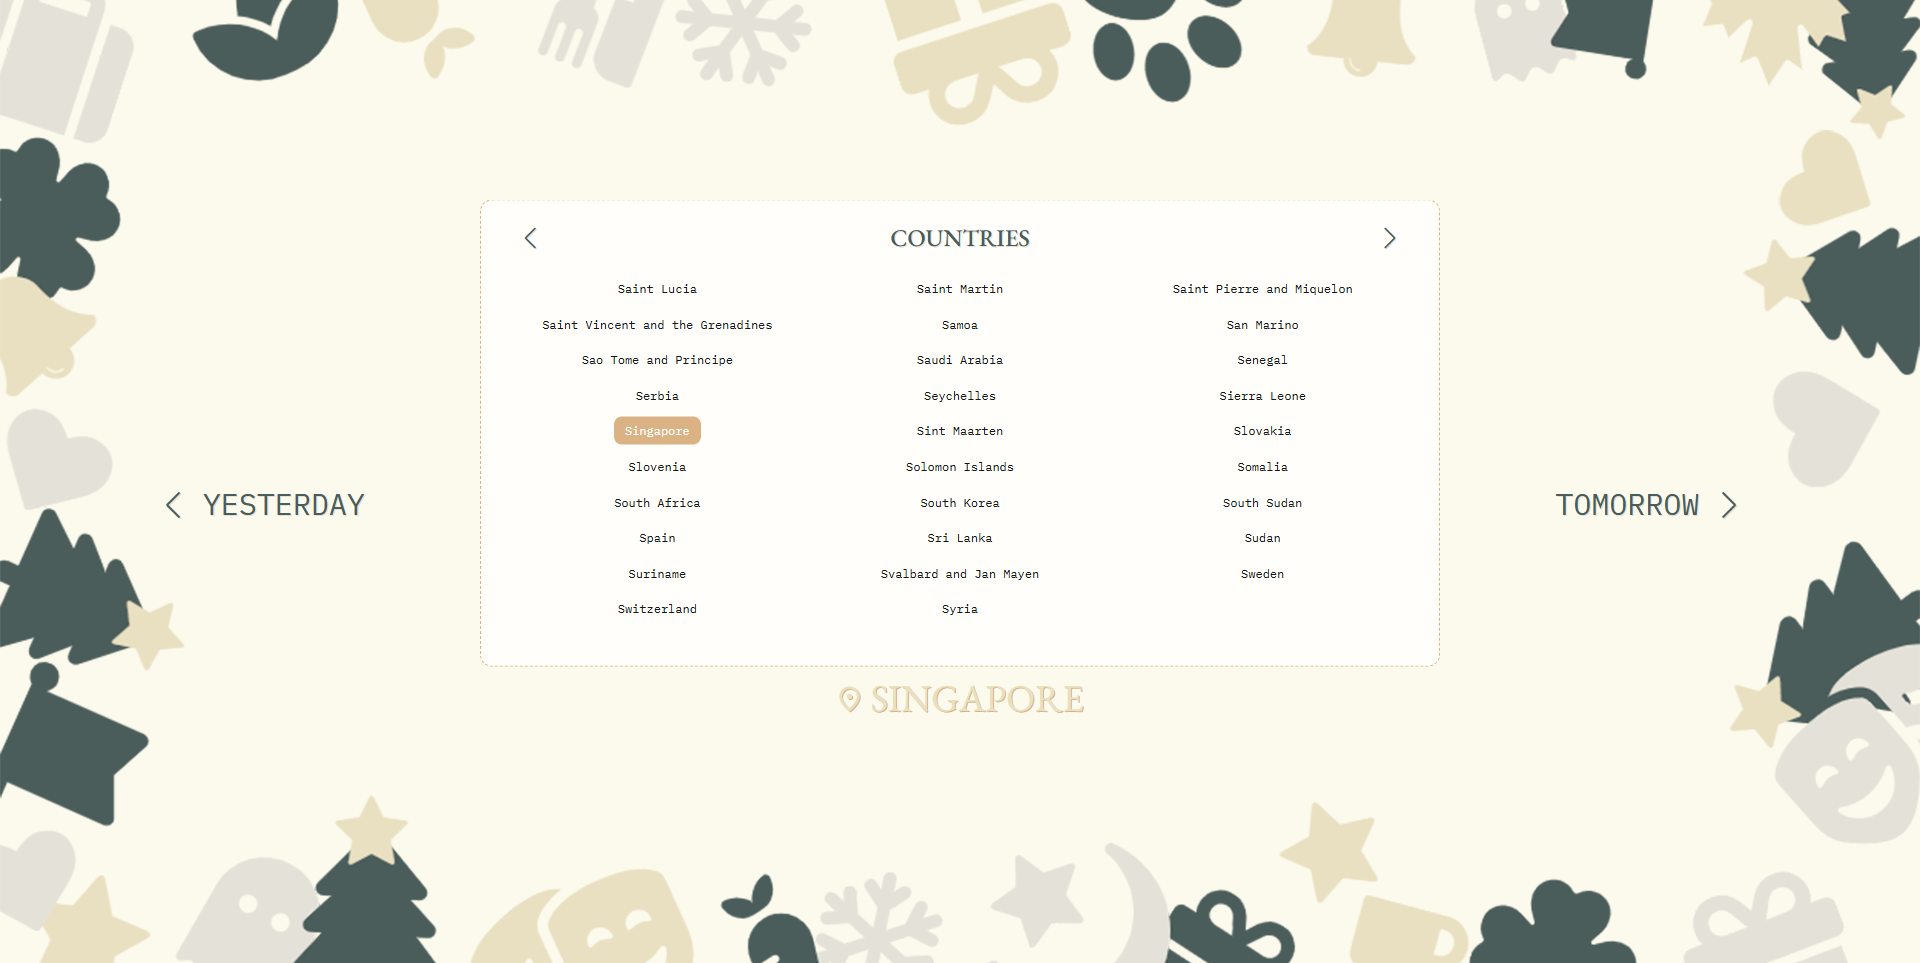 COUNTRIES
Saint Lucia Saint Martin Saint Pierre and Miquelon
Saint Vincent and the Grenadines Samoa San Marino
Sao Tome and Principe Saudi Arabia Senegal
Serbia Seychelles Sierra Leone
Singapore Sint Maarten Slovakia
Slovenia Solomon Islands Somalia
YESTERDAY South Africa South Korea South Sudan TOMORROW
Spain Sri Lanka Sudan
Suriname Svalbard and Jan Mayen Sweden
Switzerland Syria
SINGAPORE